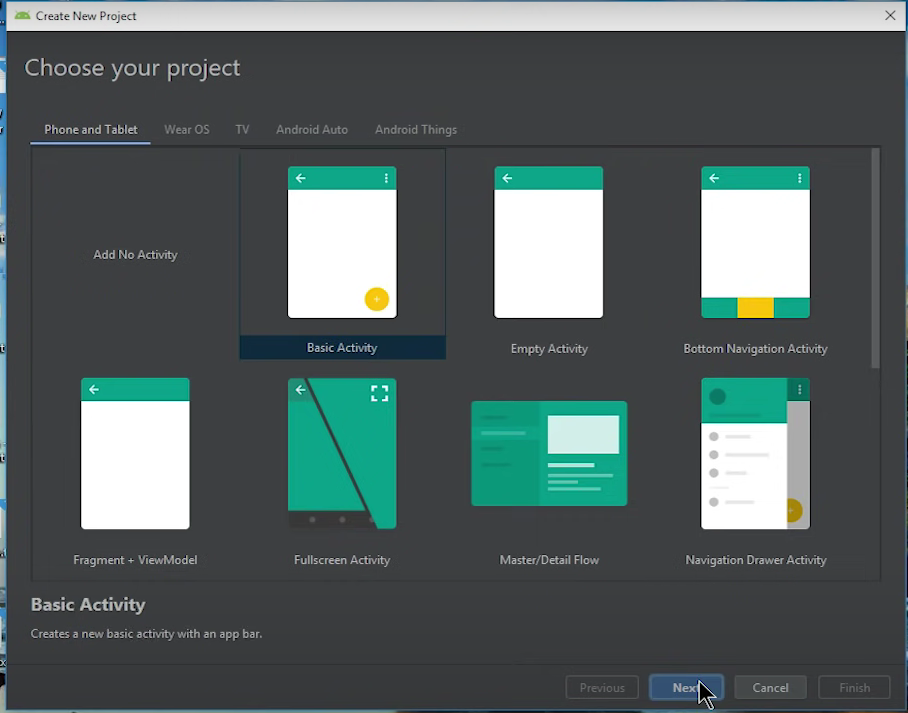 Create New Project
Choose your project
Phone and Tablet Wear OS TV Android Auto Android Things
Add No Activity
Basic Activity
Empty Activity
Bottom Navigation Activity
Fragment + ViewModel
Fullscreen Activity
Master/Detail Flow
Navigation Drawer Activity
Basic Activity
Creates a new basic activity with an app bar.
Previous Next Cancel Finish